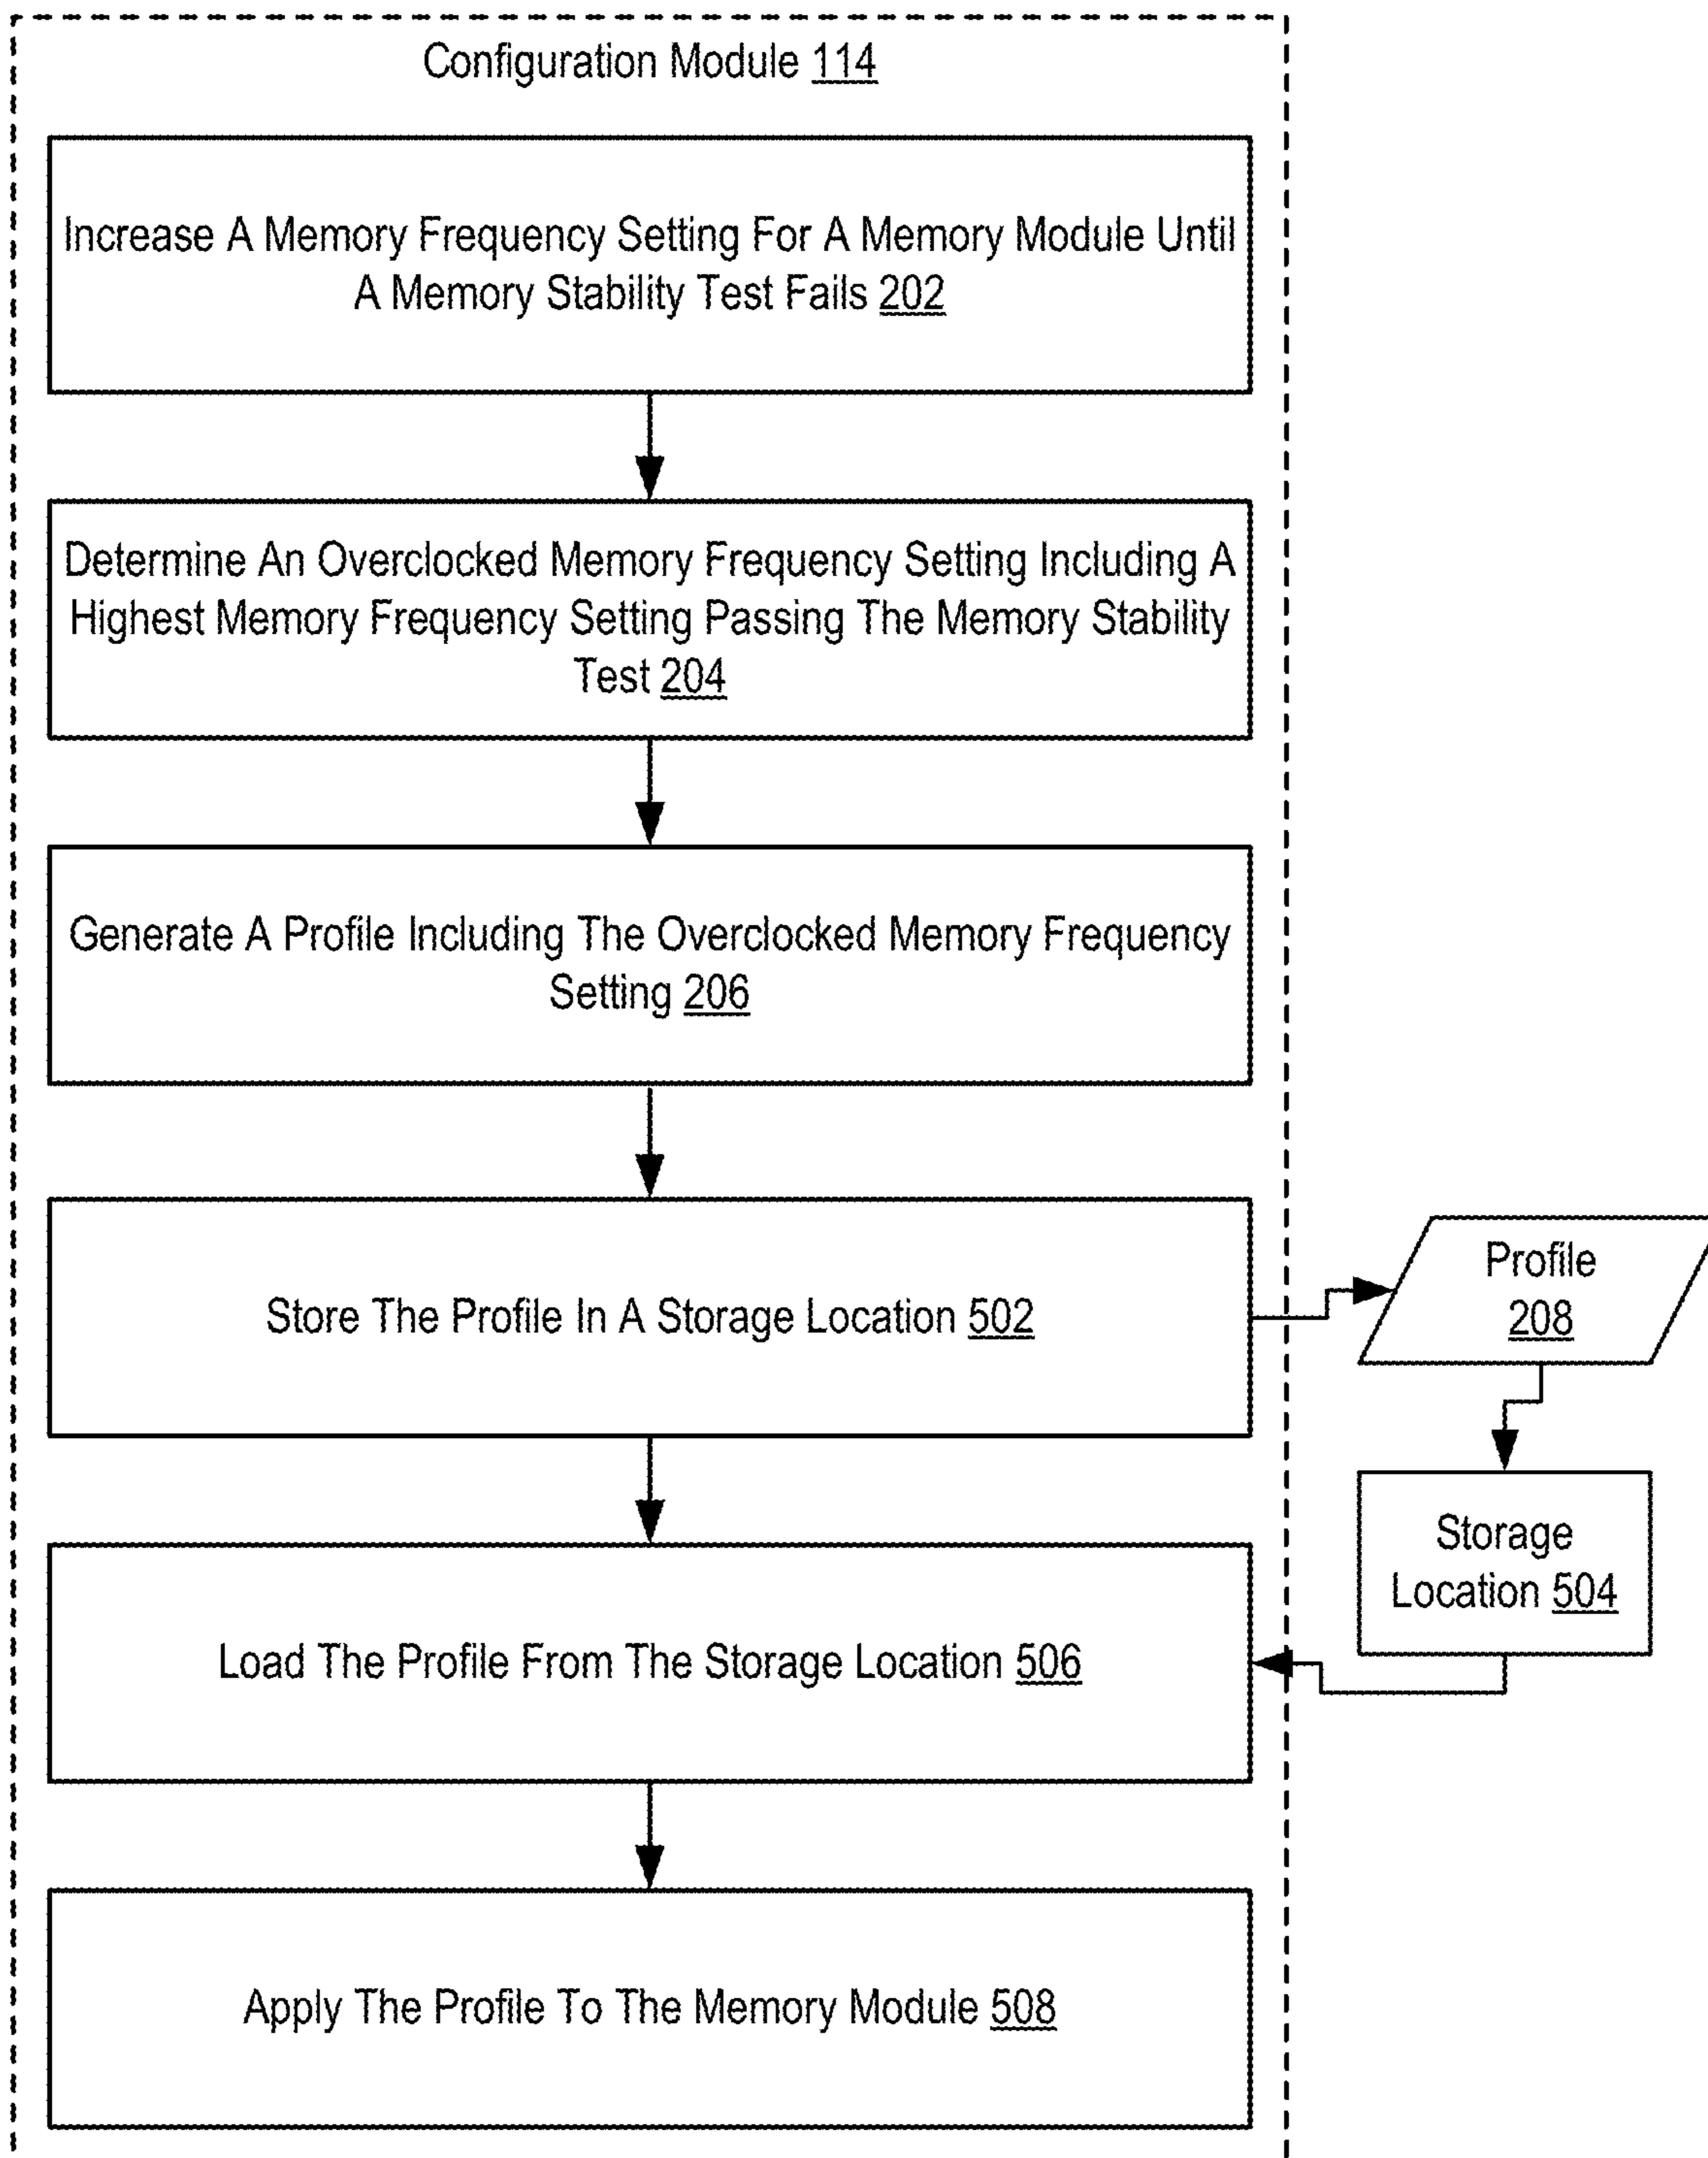 Configuration Module 114
Increase A Memory Frequency Setting For A Memory Module Until
A Memory Stability Test Fails 202
Determine An Overclocked Memory Frequency Setting Including A
Highest Memory Frequency Setting Passing The Memory Stability
Test 204
Generate A Profile Including The Overclocked Memory Frequency
Setting 206
Store The Profile In A Storage Location 502
Profile
208
Storage
Location 504
Load The Profile From The Storage Location 506
Apply The Profile To The Memory Module 508